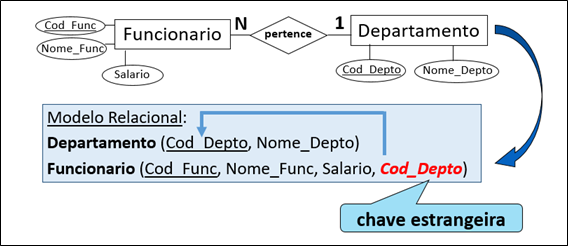 Cod_Func
Nome_Func
Salario
Funcionario
N
pertence
1
Departamento
Cod_Depto
Nome_Depto
Modelo Relacional:
Departamento (Cod_Depto, Nome_Depto)
Funcionario (Cod_Func, Nome_Func, Salario, Cod_Depto)
chave estrangeira